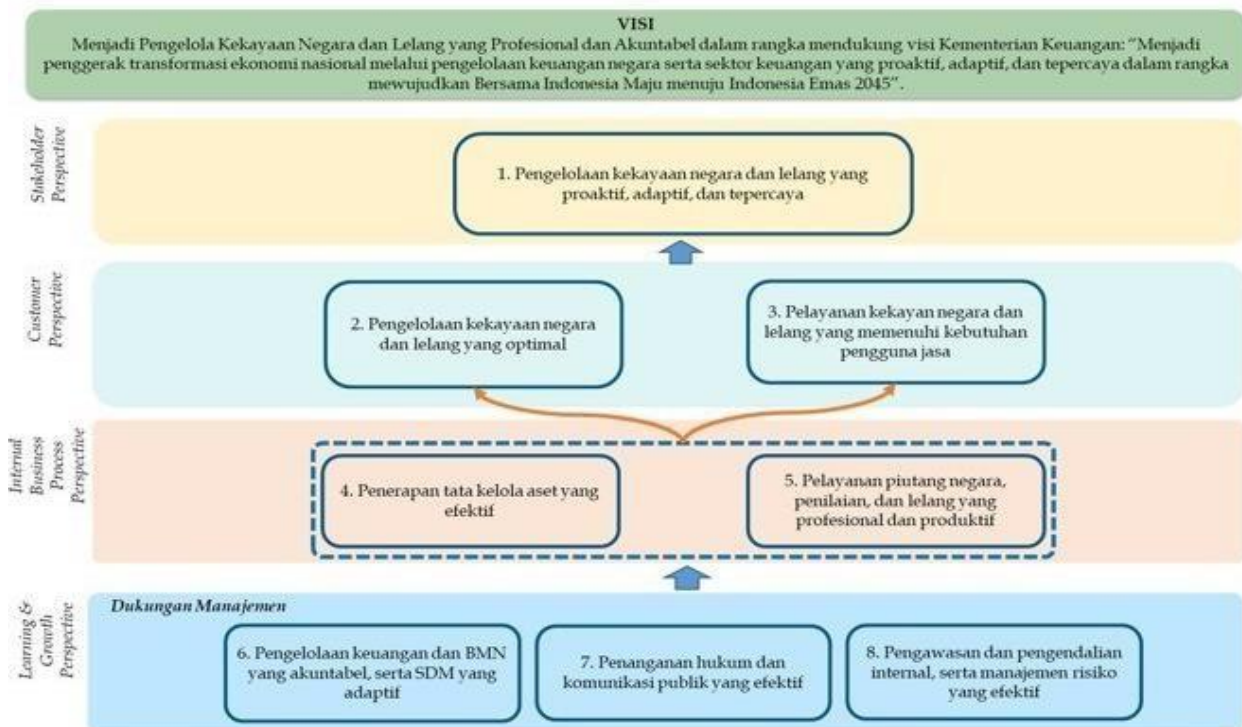 VISI
Menjadi Pengelola Kekayaan Negara dan Lelang yang Profesional dan Akuntabel dalam rangka mendukung visi Kementerian Keuangan: “Menjadi
penggerak transformasi ekonomi nasional melalui pengelolaan keuangan negara serta sektor keuangan yang proaktif, adaptif, dan tepercaya dalam rangka
mewujudkan Bersama Indonesia Maju menuju Indonesia Emas 2045”.
Stakeholder
Perspective
1. Pengelolaan kekayaan negara dan lelang yang
proaktif, adaptif, dan tepercaya
Customer
Perspective
2. Pengelolaan kekayaan negara
dan lelang yang optimal
3. Pelayanan kekayan negara dan
lelang yang memenuhi kebutuhan
pengguna jasa
Internal
Business
Process
Perspective
4. Penerapan tata kelola aset yang
efektif
5. Pelayanan piutang negara,
penilaian, dan lelang yang
profesional dan produktif
Learning &
Growth
Perspective
Dukungan Manajemen
6. Pengelolaan keuangan dan BMN
yang akuntabel, serta SDM yang
adaptif
7. Penanganan hukum dan
komunikasi publik yang efektif
8. Pengawasan dan pengendalian
internal, serta manajemen risiko
yang efektif